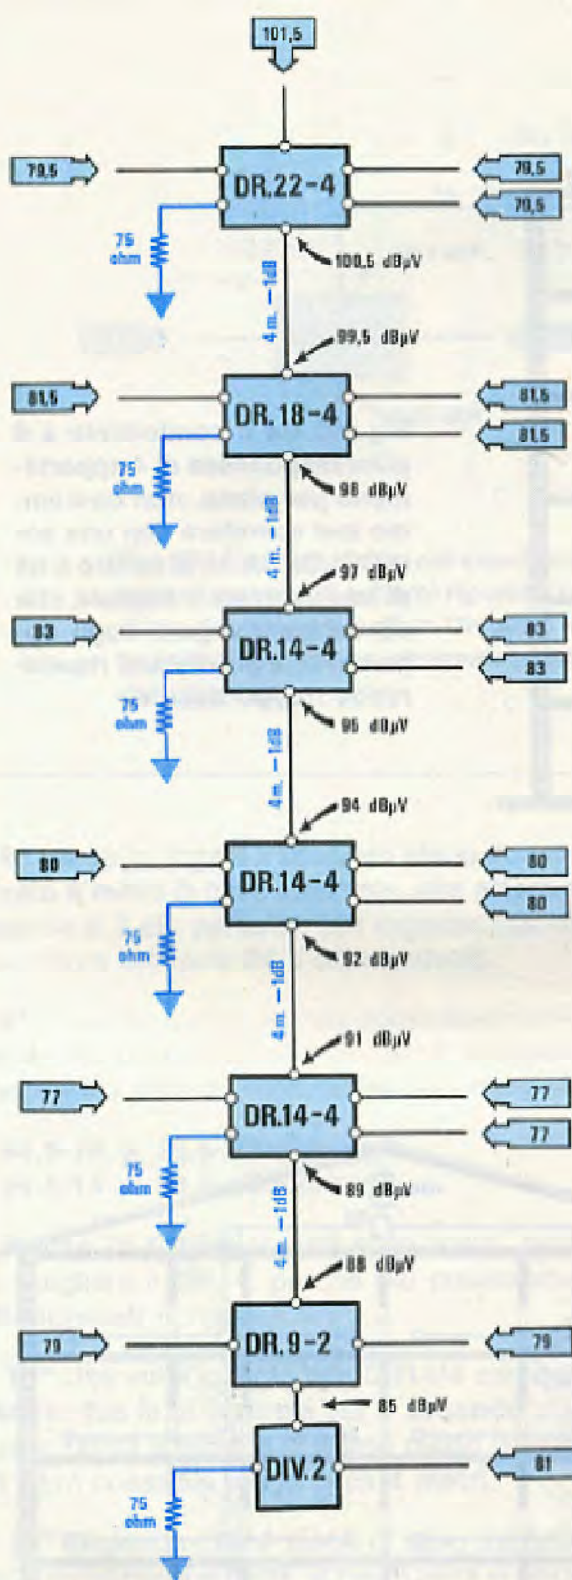 101,5
79,5
DR.22-4
79,5
79,5
75
ohm
100,5 dBµV
4 m. - 1dB
99,5 dBµV
81,5
DR.18-4
81,5
81,5
75
ohm
98 dBµV
4 m. - 1dB
97 dBµV
83
DR.14-4
83
83
75
ohm
95 dBµV
4 m. - 1dB
94 dBµV
80
DR.14-4
80
80
75
ohm
92 dBµV
4 m. - 1dB
91 dBµV
77
DR.14-4
77
77
75
ohm
89 dBµV
4 m. - 1dB
88 dBµV
79
DR.9-2
79
85 dBµV
DIV.2
81
75
ohm